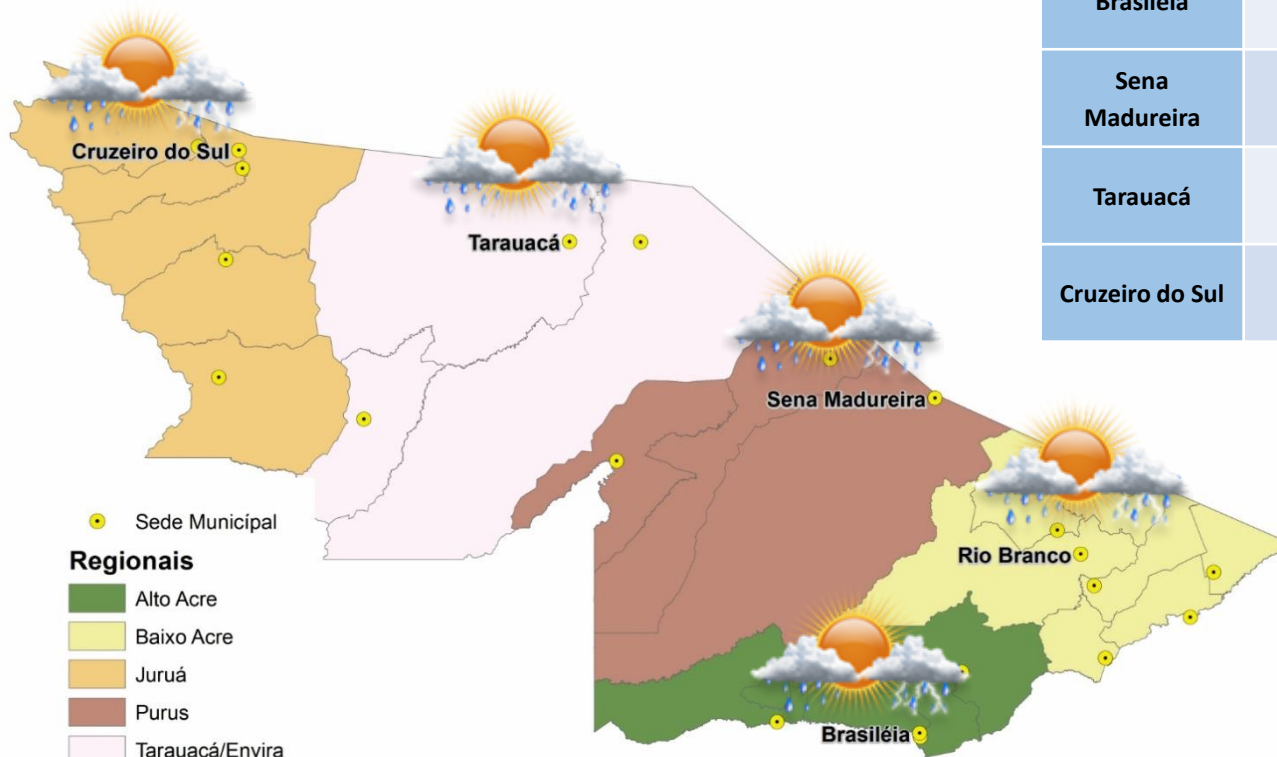 Brasiléia
Sena
Madureira
Tarauacá
Cruzeiro do Sul
Cruzeiro do Sul
Tarauacá
Sena Madureira
Rio Branco
Brasiléia
Sede Municípal
Regionais
Alto Acre
Baixo Acre
Juruá
Purus
Tarauacá/Envira